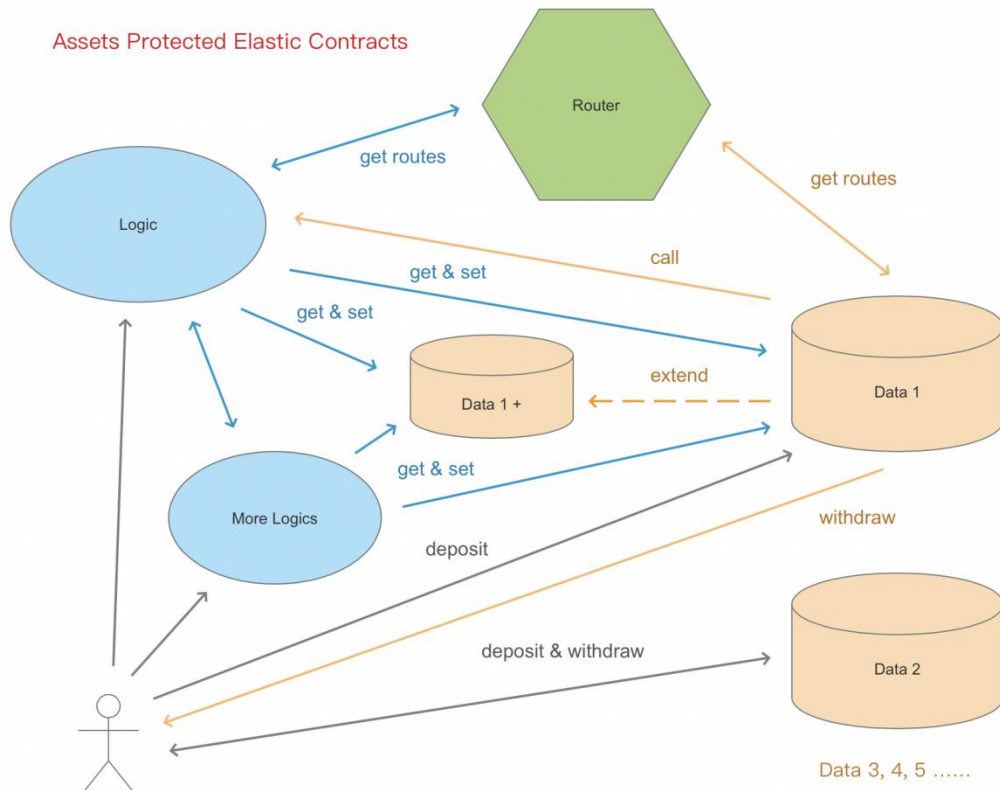 Assets Protected Elastic Contracts
Router
get routes
get routes
Logic
call
get & set
get & set
extend
Data 1
Data 1 +
get & set
More Logics
withdraw
deposit
deposit & withdraw
Data 2
Data 3, 4, 5 ......